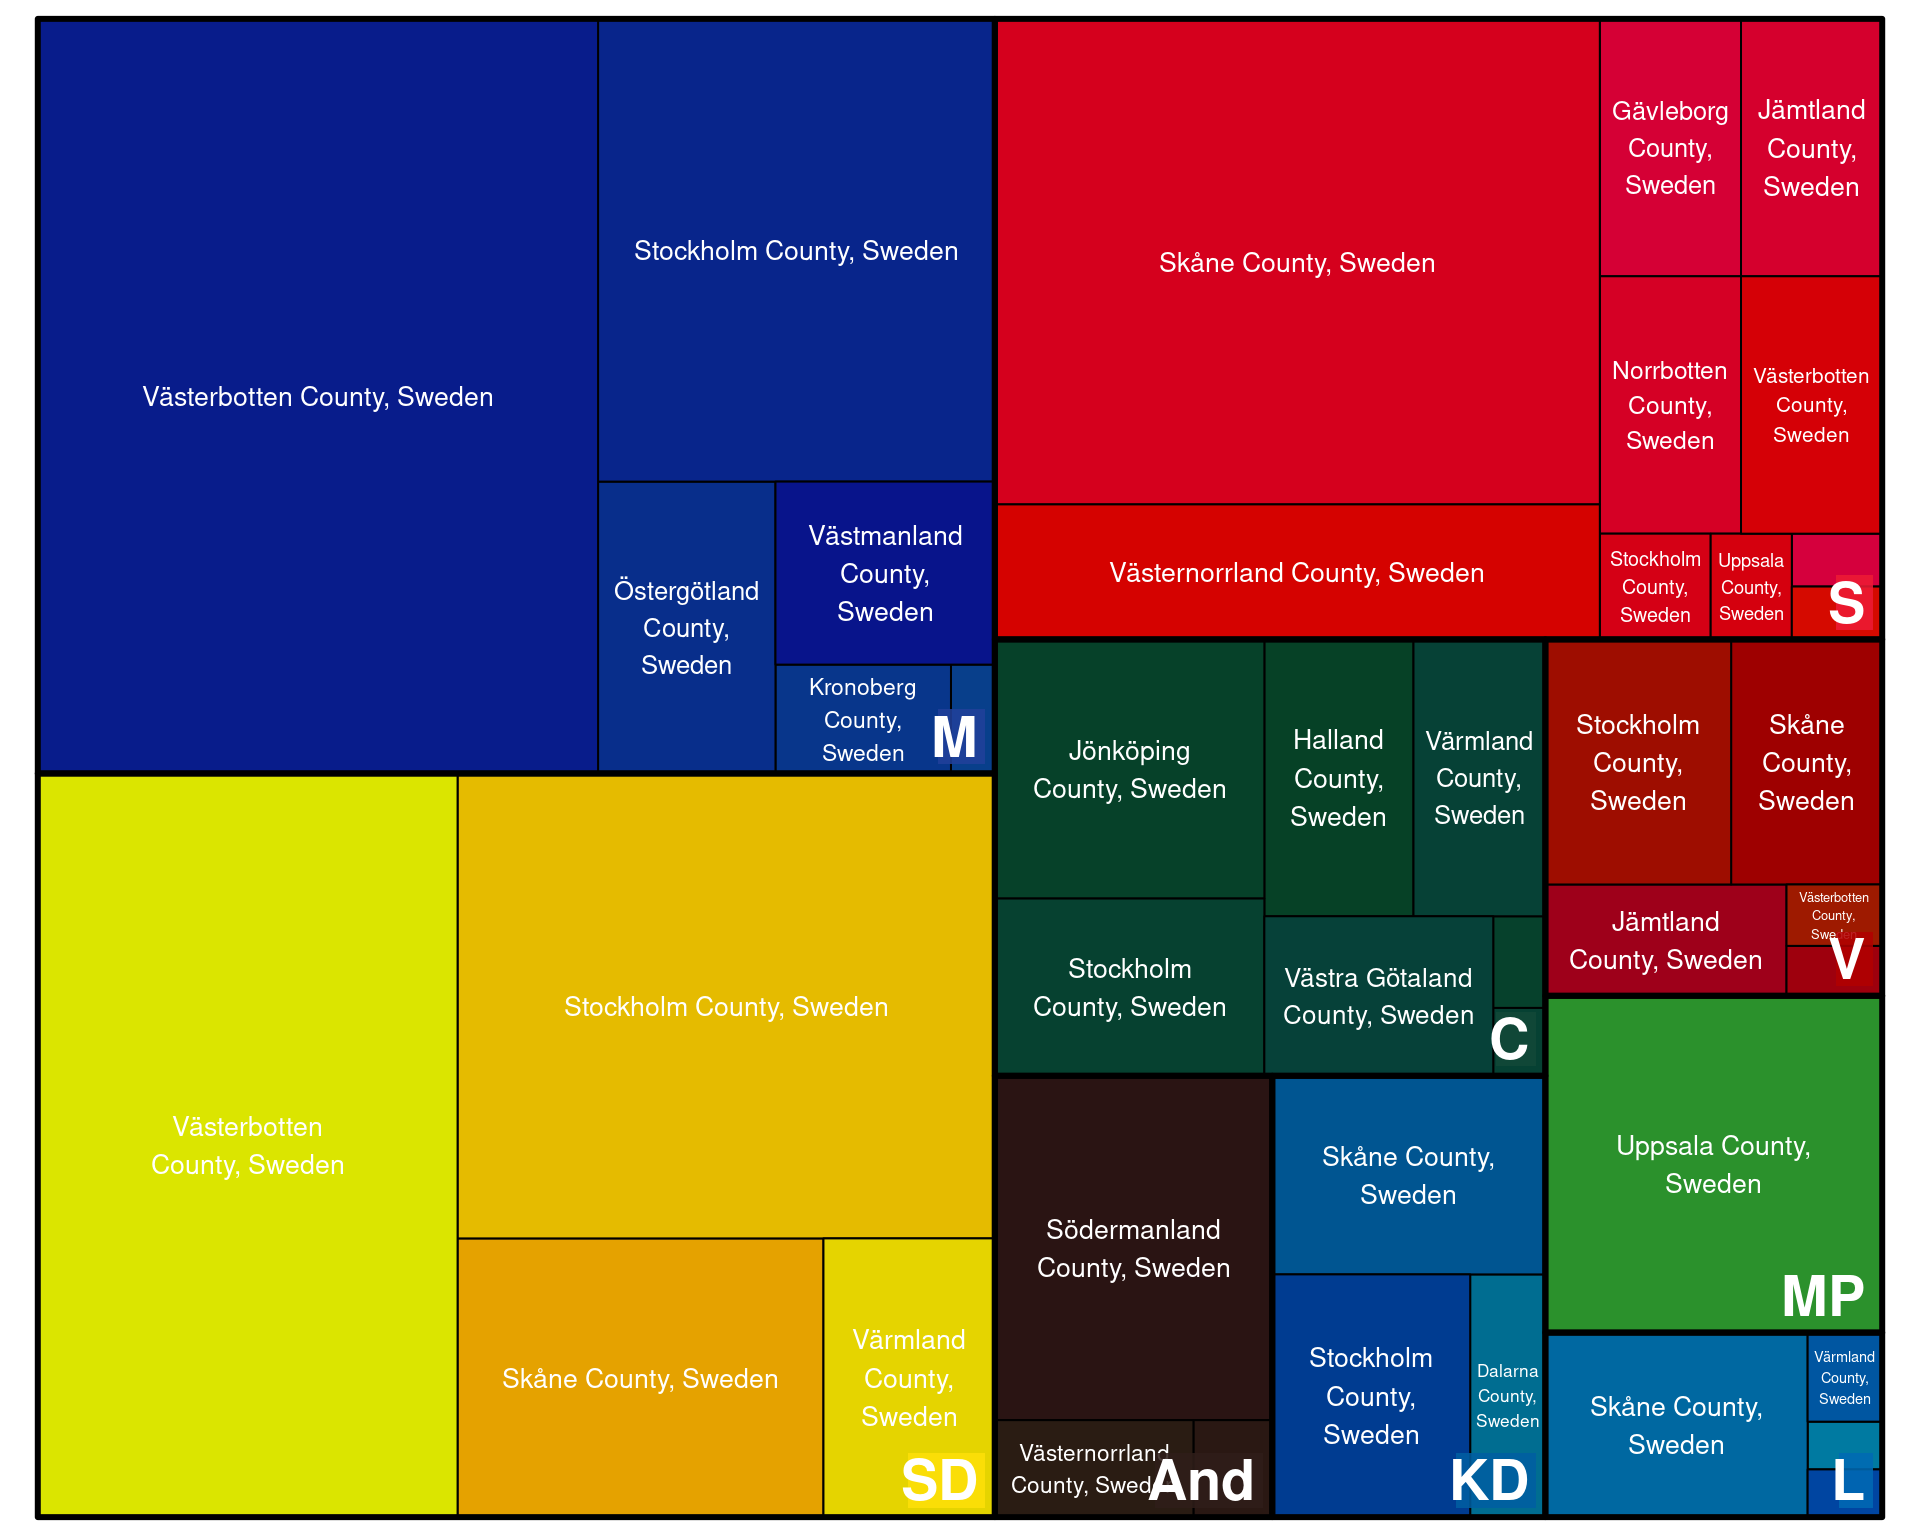 Västerbotten County, Sweden
Stockholm County, Sweden
Östergötland
County,
Sweden
Västmanland
County,
Sweden
Kronoberg
County,
Sweden
M
Skåne County, Sweden
Västernorrland County, Sweden
Gävleborg
County,
Sweden
Jämtland
County,
Sweden
Norrbotten
County,
Sweden
Västerbotten
County,
Sweden
Stockholm
County,
Sweden
Uppsala
County,
Sweden
S
Västerbotten
County, Sweden
Stockholm County, Sweden
Skåne County, Sweden
Värmland
County,
Sweden
SD
Jönköping
County, Sweden
Stockholm
County, Sweden
Halland
County,
Sweden
Värmland
County,
Sweden
Västra Götaland
County, Sweden
C
Stockholm
County,
Sweden
Skåne
County,
Sweden
Jämtland
County, Sweden
Västerbotten
County,
Sweden
V
Södermanland
County, Sweden
Västernorrland
County, Sweden
And
Skåne County,
Sweden
Stockholm
County,
Sweden
Dalarna
County,
Sweden
KD
Uppsala County,
Sweden
MP
Skåne County,
Sweden
Värmland
County,
Sweden
L